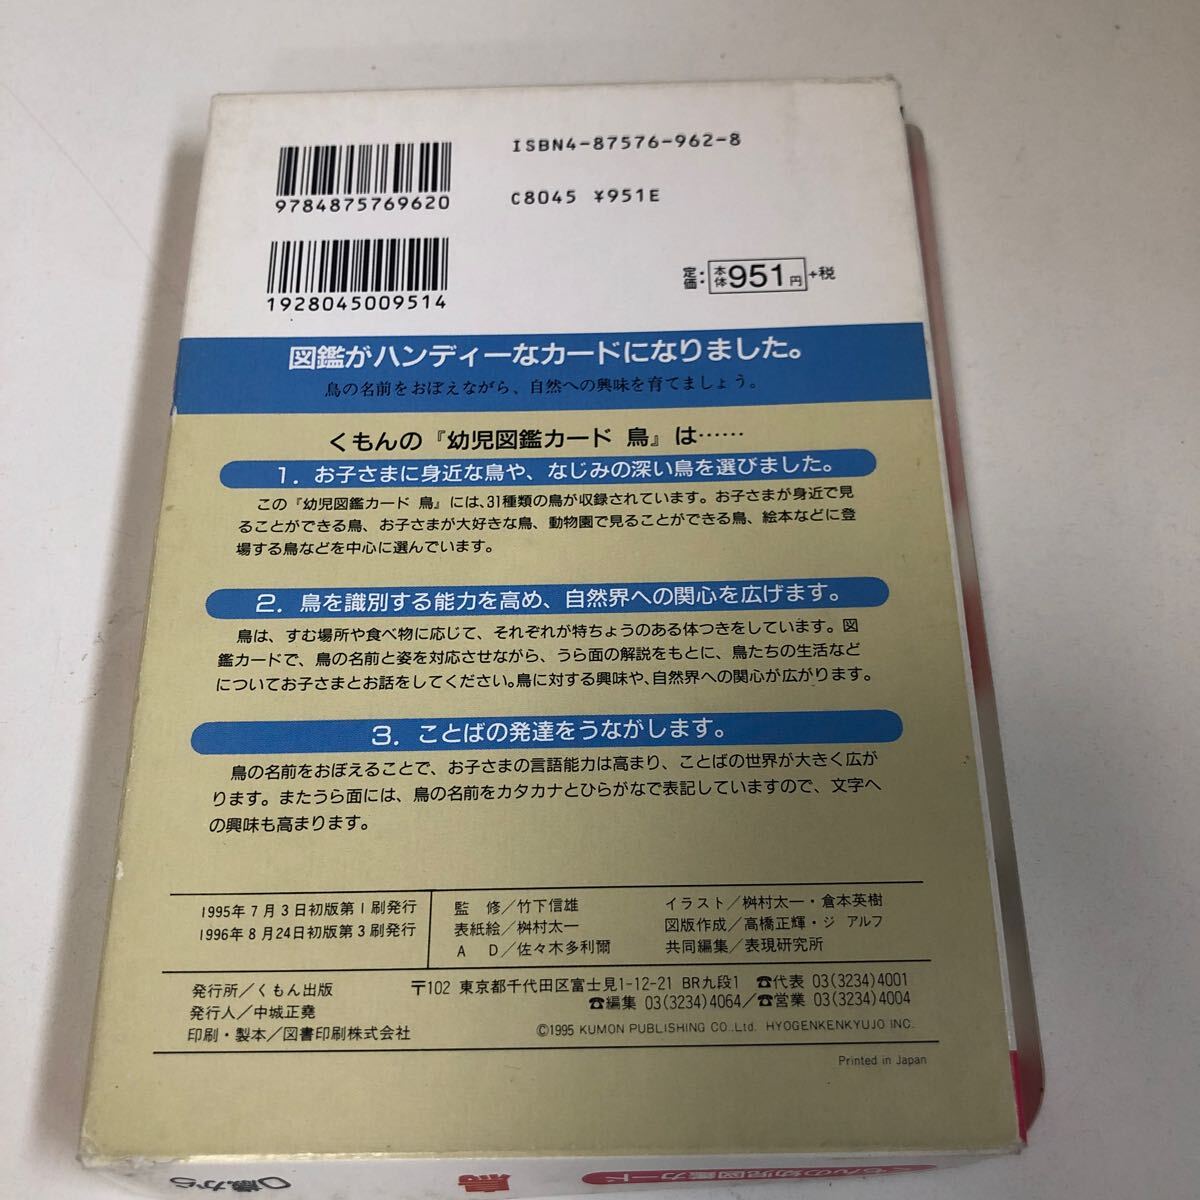 ISBN4-87576-962-8
9784875769620
C8045 ¥951E
1928045009514
定価:本体951円+税
図鑑がハンディーなカードになりました。
鳥の名前をおぼえながら、自然への興味を育てましょう。
くもんの『幼児図鑑カード 鳥』は……
1. お子さまに身近な鳥や、なじみの深い鳥を選びました。
この『幼児図鑑カード 鳥』には、31種類の鳥が収録されています。お子さまが身近で見
ることができる鳥、お子さまが大好きな鳥、動物園で見ることができる鳥、絵本などに登
場する鳥などを中心に選んでいます。
2. 鳥を識別する能力を高め、自然界への関心を広げます。
鳥は、すむ場所や食べ物に応じて、それぞれが特ちょうのある体つきをしています。図
鑑カードで、鳥の名前と姿を対応させながら、うら面の解説をもとに、鳥たちの生活など
についてお子さまとお話をしてください。鳥に対する興味や、自然界への関心が広がります。
3. ことばの発達をうながします。
鳥の名前をおぼえることで、お子さまの言語能力は高まり、ことばの世界が大きく広が
ります。またうら面には、鳥の名前をカタカナとひらがなで表記していますので、文字へ
の興味も高まります。
1995年7月3日初版第1刷発行
1996年8月24日初版第3刷発行
監 修/竹下信雄
表紙絵/桝村太一
A D/佐々木多利爾
イラスト/桝村太一・倉本英樹
図版作成/高橋正輝・ジ アルフ
共同編集/表現研究所
発行所/くもん出版
発行人/中城正堯
印刷・製本/図書印刷株式会社
〒102 東京都千代田区富士見1-12-21 BR九段1 ☎代表 03(3234)4001
☎編集 03(3234)4064/☎営業 03(3234)4004
©1995 KUMON PUBLISHING CO.,Ltd. HYOGENKENKYUJO INC.
Printed in Japan
くもんの幼児図鑑カード
鳥
0歳から